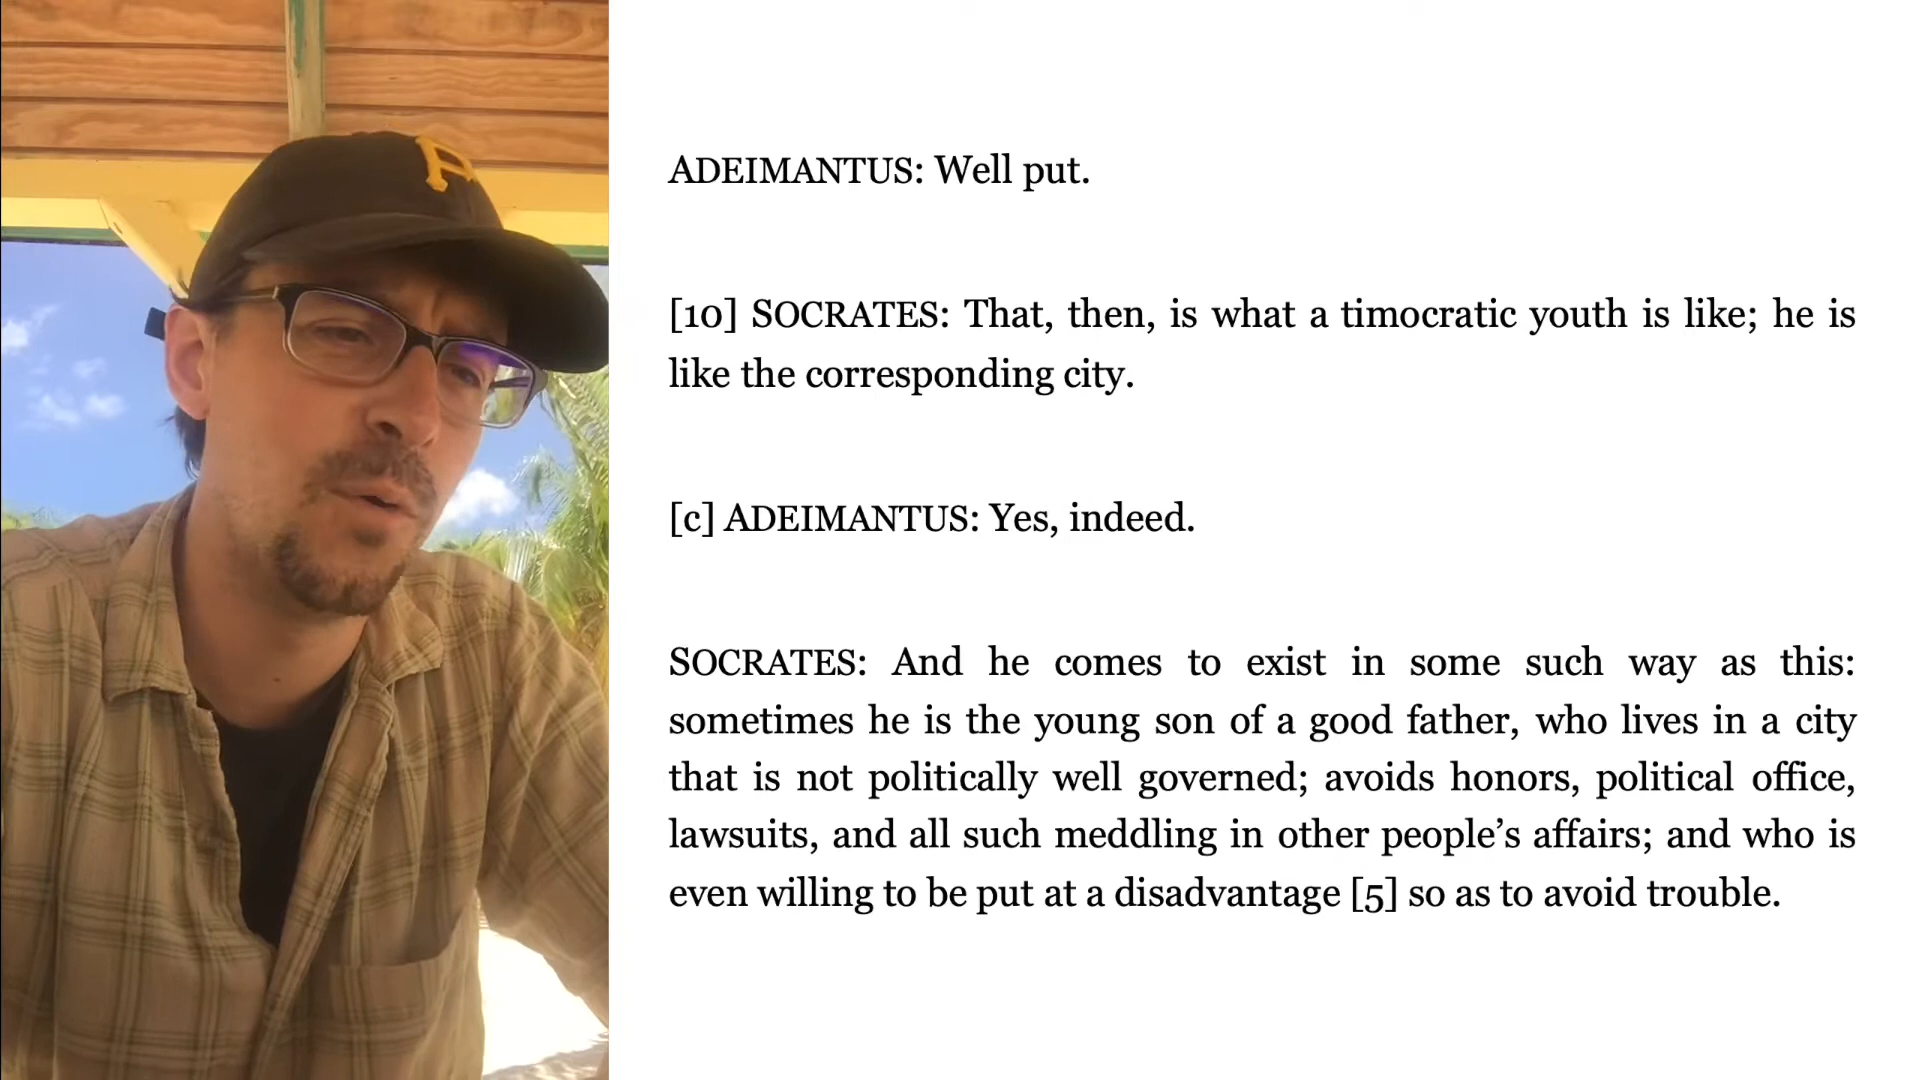 P
ADEIMANTUS: Well put.
[10] SOCRATES: That, then, is what a timocratic youth is like; he is
like the corresponding city.
[c] ADEIMANTUS: Yes, indeed.
SOCRATES: And he comes to exist in some such way as this:
sometimes he is the young son of a good father, who lives in a city
that is not politically well governed; avoids honors, political office,
lawsuits, and all such meddling in other people’s affairs; and who is
even willing to be put at a disadvantage [5] so as to avoid trouble.